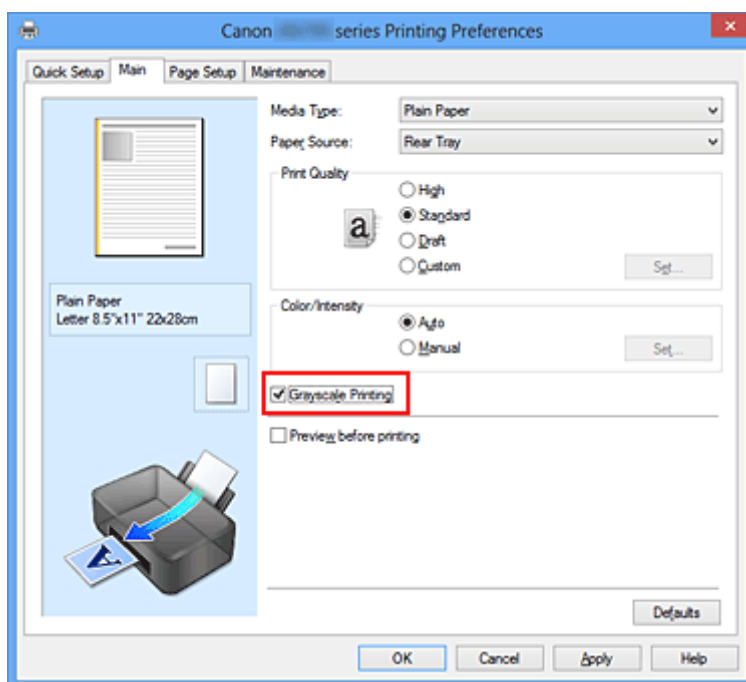 Canon series Printing Preferences
Quick Setup Main Page Setup Maintenance
Media Type: Plain Paper
Paper Source: Rear Tray
Print Quality
High
a Standard
Draft
Custom Set...
Plain Paper
Letter 8.5"x11" 22x28cm
Color/Intensity
Auto
Manual Set...
Grayscale Printing
Preview before printing
A
Defaults
OK Cancel Apply Help